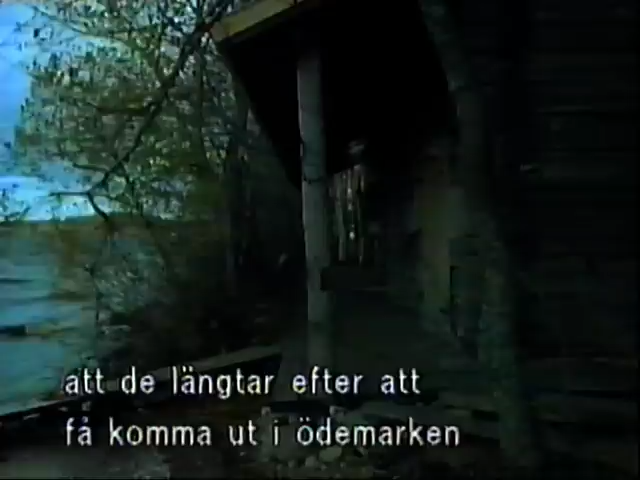 att de längtar efter att
få komma ut i ödemarken